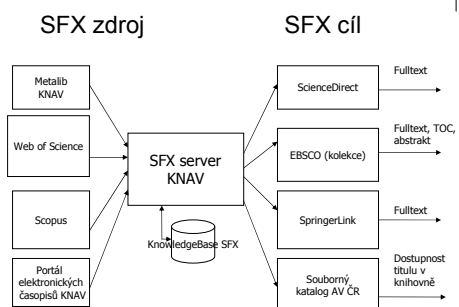 SFX zdroj
SFX cíl
Metalib
KNAV
Web of Science
Scopus
Portál
elektronických
časopisů KNAV
SFX server
KNAV
KnowledgeBase SFX
ScienceDirect
EBSCO (kolekce)
SpringerLink
Souborný
katalog AV ČR
Fulltext
Fulltext, TOC,
abstrakt
Fulltext
Dostupnost
titulu v
knihovně